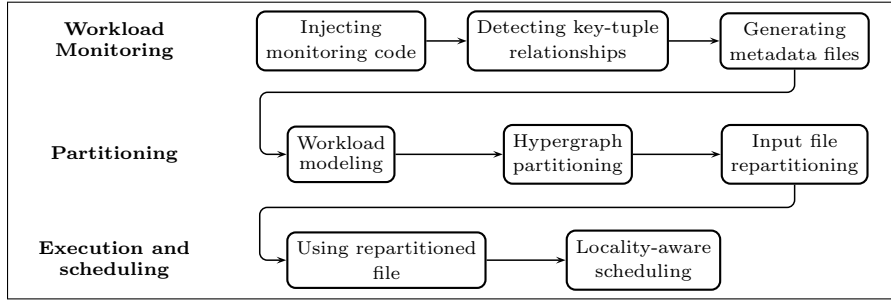 Workload
Monitoring
Injecting
monitoring code
Detecting key-tuple
relationships
Generating
metadata files
Partitioning
Workload
modeling
Hypergraph
partitioning
Input file
repartitioning
Execution and
scheduling
Using repartitioned
file
Locality-aware
scheduling